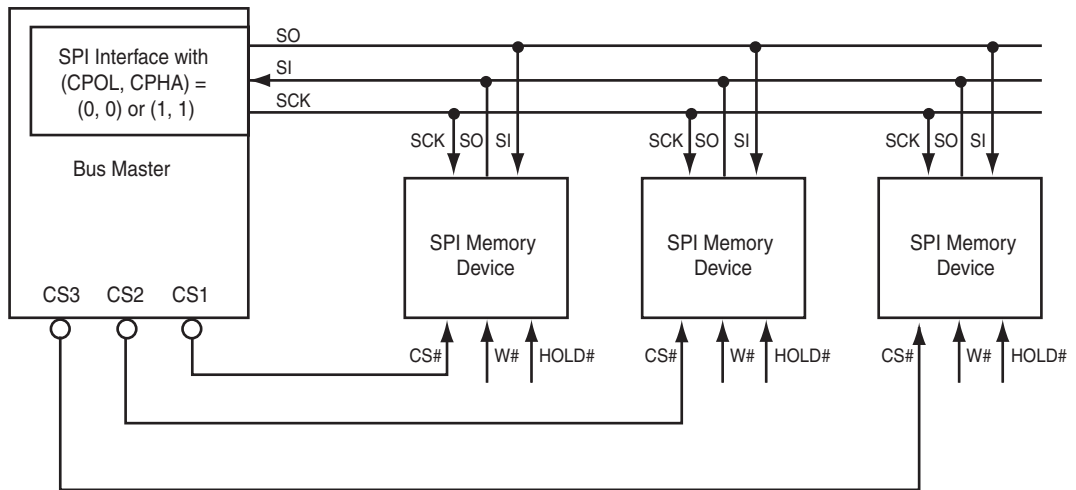 SPI Interface with
(CPOL, CPHA) =
(0, 0) or (1, 1)
Bus Master
CS3 CS2 CS1
SO
SI
SCK
SCK SO SI
SCK SO SI
SCK SO SI
SPI Memory
Device
SPI Memory
Device
SPI Memory
Device
CS# W# HOLD#
CS# W# HOLD#
CS# W# HOLD#